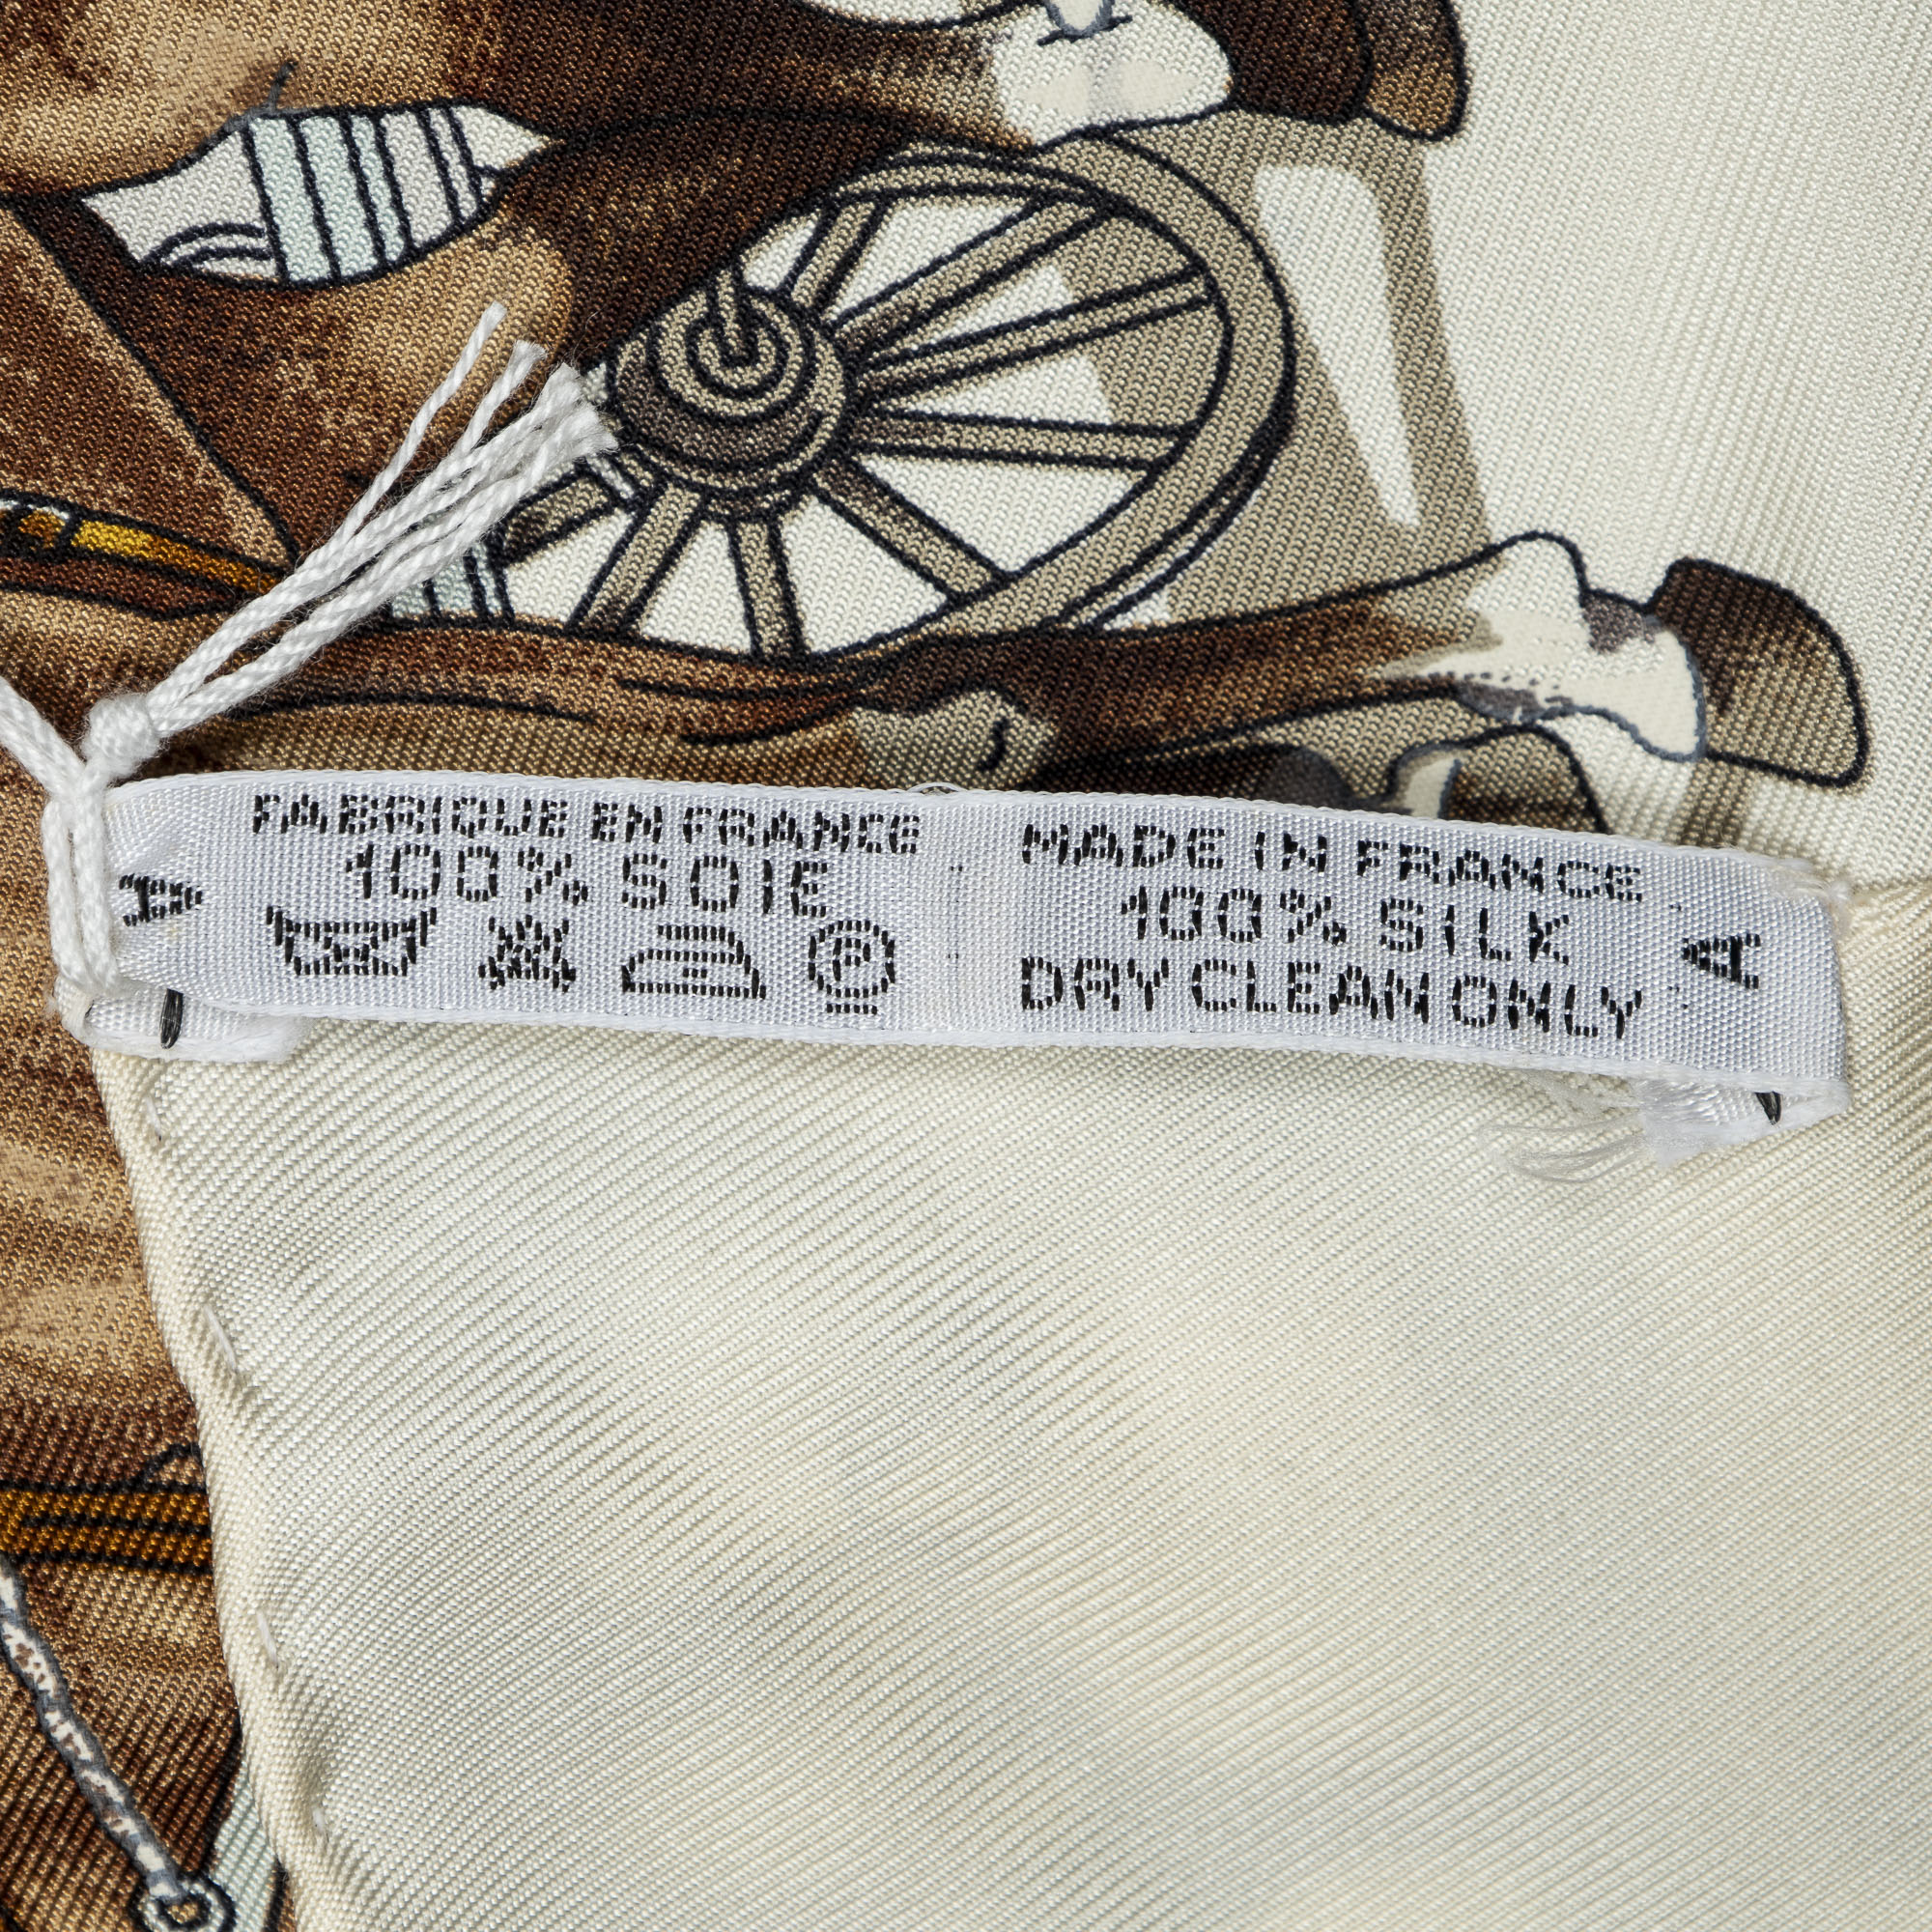 FABRIQUE EN FRANCE
100% SOIE
P
A
MADE IN FRANCE
100% SILK
DRY CLEAN ONLY
A